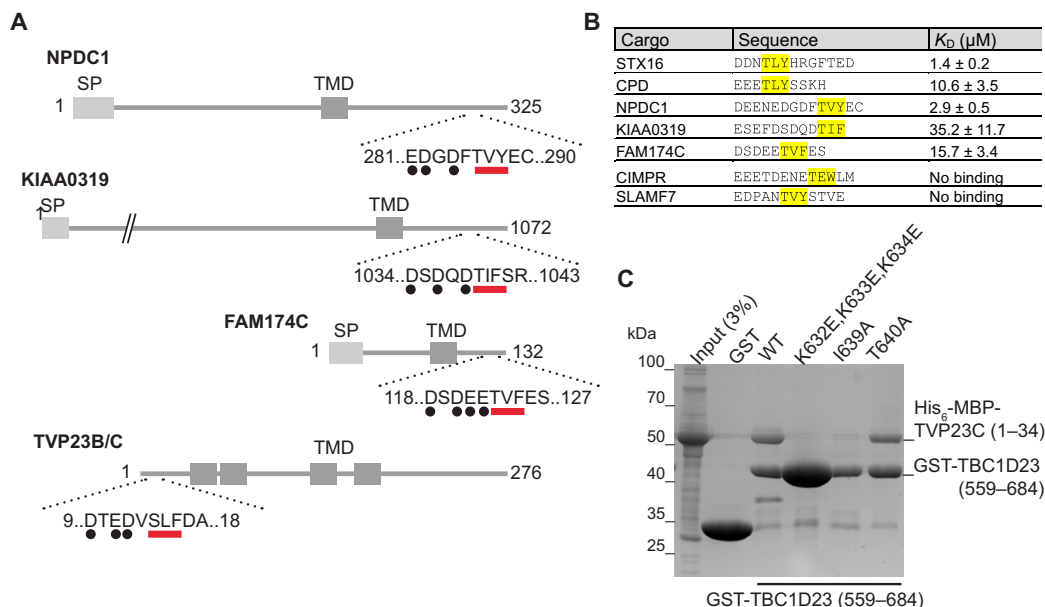 A
NPDC1
SP
TMD
1
325
281..EDGDFTVYEC..290
KIAA0319
1
SP
TMD
1072
1034..DSDQDTIFSR..1043
FAM174C
SP
TMD
1
132
118..DSDEETVFES..127
TVP23B/C
TMD
1
276
9..DTEDVSLFDA..18
B
Cargo Sequence KD (µM)
STX16 DDNTLYHRGFTED 1.4 ± 0.2
CPD EEETLYSSKH 10.6 ± 3.5
NPDC1 DEENEDGDFTVYEC 2.9 ± 0.5
KIAA0319 ESEFDSDQDTIF 35.2 ± 11.7
FAM174C DSDEETVFES 15.7 ± 3.4
CIMPR EEETDENETEWLM No binding
SLAMF7 EDPANTVYSTVE No binding
C
kDa
Input (3%)
GST
WT
K632E,K633E,K634E
I639A
T640A
100
70
50
40
35
25
His6-MBP-
TVP23C (1–34)
GST-TBC1D23
(559–684)
GST-TBC1D23 (559–684)